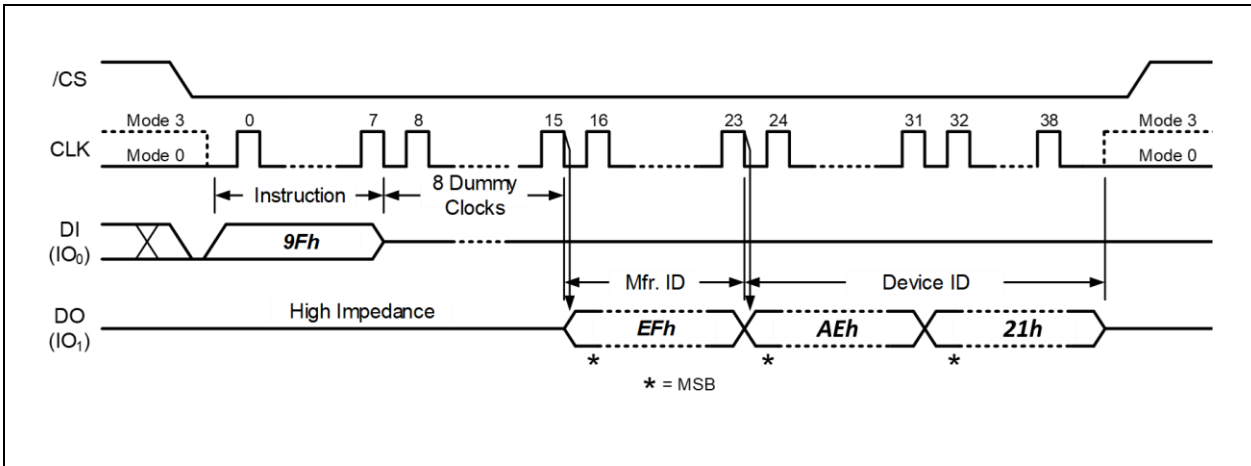 /CS
Mode 3 0 7 8 15 16 23 24 31 32 38 Mode 3
CLK
Mode 0 Mode 0
Instruction 8 Dummy Clocks
DI (IO₀)
9Fh
Mfr. ID Device ID
High Impedance
DO (IO₁)
EFh AEh 21h
* * *
* = MSB